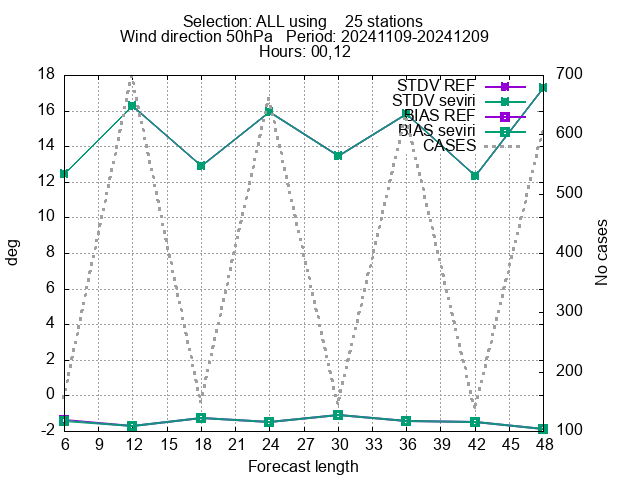 Selection: ALL using    25 stations
Wind direction 50hPa   Period: 20241109-20241209
Hours: 00,12
18
16
14
12
10
8
6
4
2
0
-2
deg
700
600
500
400
300
200
100
No cases
STDV REF
STDV seviri
BIAS REF
BIAS seviri
CASES
6 9 12 15 18 21 24 27 30 33 36 39 42 45 48
Forecast length